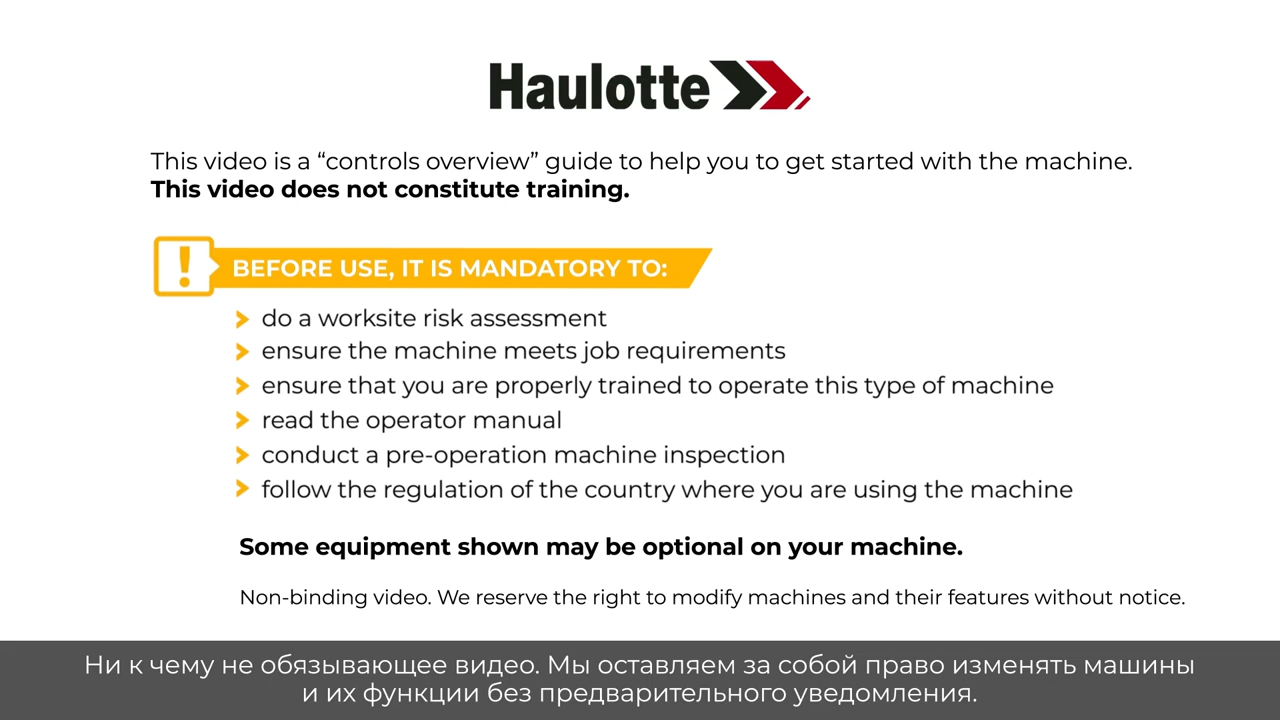 Haulotte
This video is a “controls overview” guide to help you to get started with the machine.
This video does not constitute training.
! BEFORE USE, IT IS MANDATORY TO:
do a worksite risk assessment
ensure the machine meets job requirements
ensure that you are properly trained to operate this type of machine
read the operator manual
conduct a pre-operation machine inspection
follow the regulation of the country where you are using the machine
Some equipment shown may be optional on your machine.
Non-binding video. We reserve the right to modify machines and their features without notice.
Ни к чему не обязывающее видео. Мы оставляем за собой право изменять машины
и их функции без предварительного уведомления.